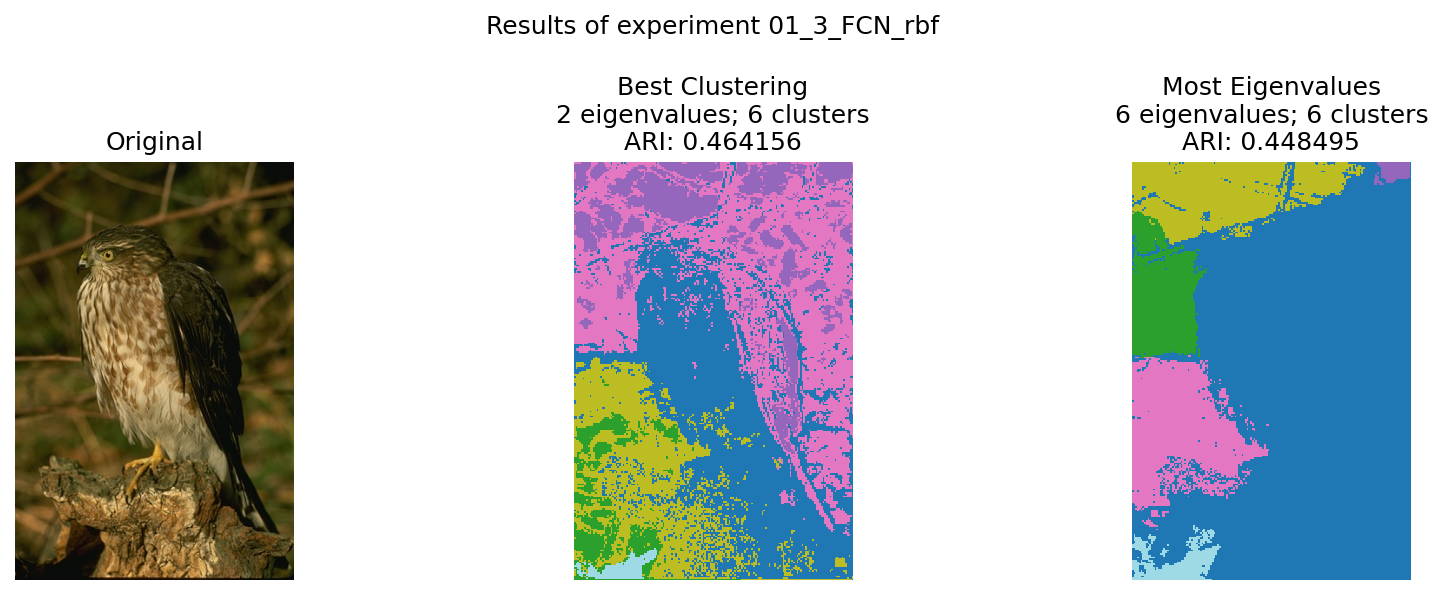 Results of experiment 01_3_FCN_rbf
Original
Best Clustering
2 eigenvalues; 6 clusters
ARI: 0.464156
Most Eigenvalues
6 eigenvalues; 6 clusters
ARI: 0.448495